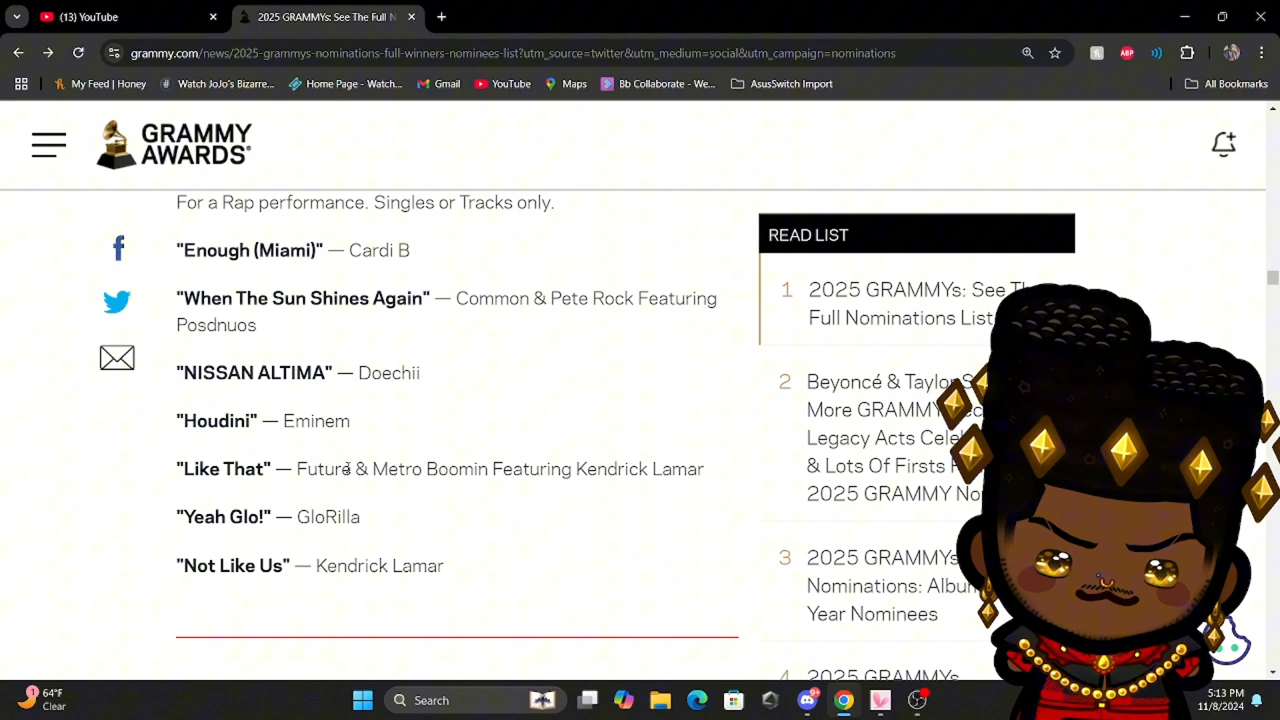 (13) YouTube
2025 GRAMMYs: See The Full N
grammy.com/news/2025-grammys-nominations-full-winners-nominees-list?utm_source=twitter&utm_medium=social&utm_campaign=nominations
ABP
My Feed | Honey
Watch JoJo's Bizarre...
Home Page - Watch...
Gmail
YouTube
Maps
Bb Collaborate - We...
AsusSwitch Import
All Bookmarks
GRAMMY
AWARDS®
For a Rap performance. Singles or Tracks only.
"Enough (Miami)" — Cardi B
"When The Sun Shines Again" — Common & Pete Rock Featuring
Posdnuos
"NISSAN ALTIMA" — Doechii
"Houdini" — Eminem
"Like That" — Future & Metro Boomin Featuring Kendrick Lamar
"Yeah Glo!" — GloRilla
"Not Like Us" — Kendrick Lamar
READ LIST
1 2025 GRAMMYs: See Th
Full Nominations List
2 Beyoncé & Taylor S
More GRAMMY
Legacy Acts Cele
& Lots Of Firsts F
2025 GRAMMY No
3 2025 GRAMMYs
Nominations: Album
Year Nominees
4 2025 GRAMMYs
1
64°F
Clear
Search
5:13 PM
11/8/2024